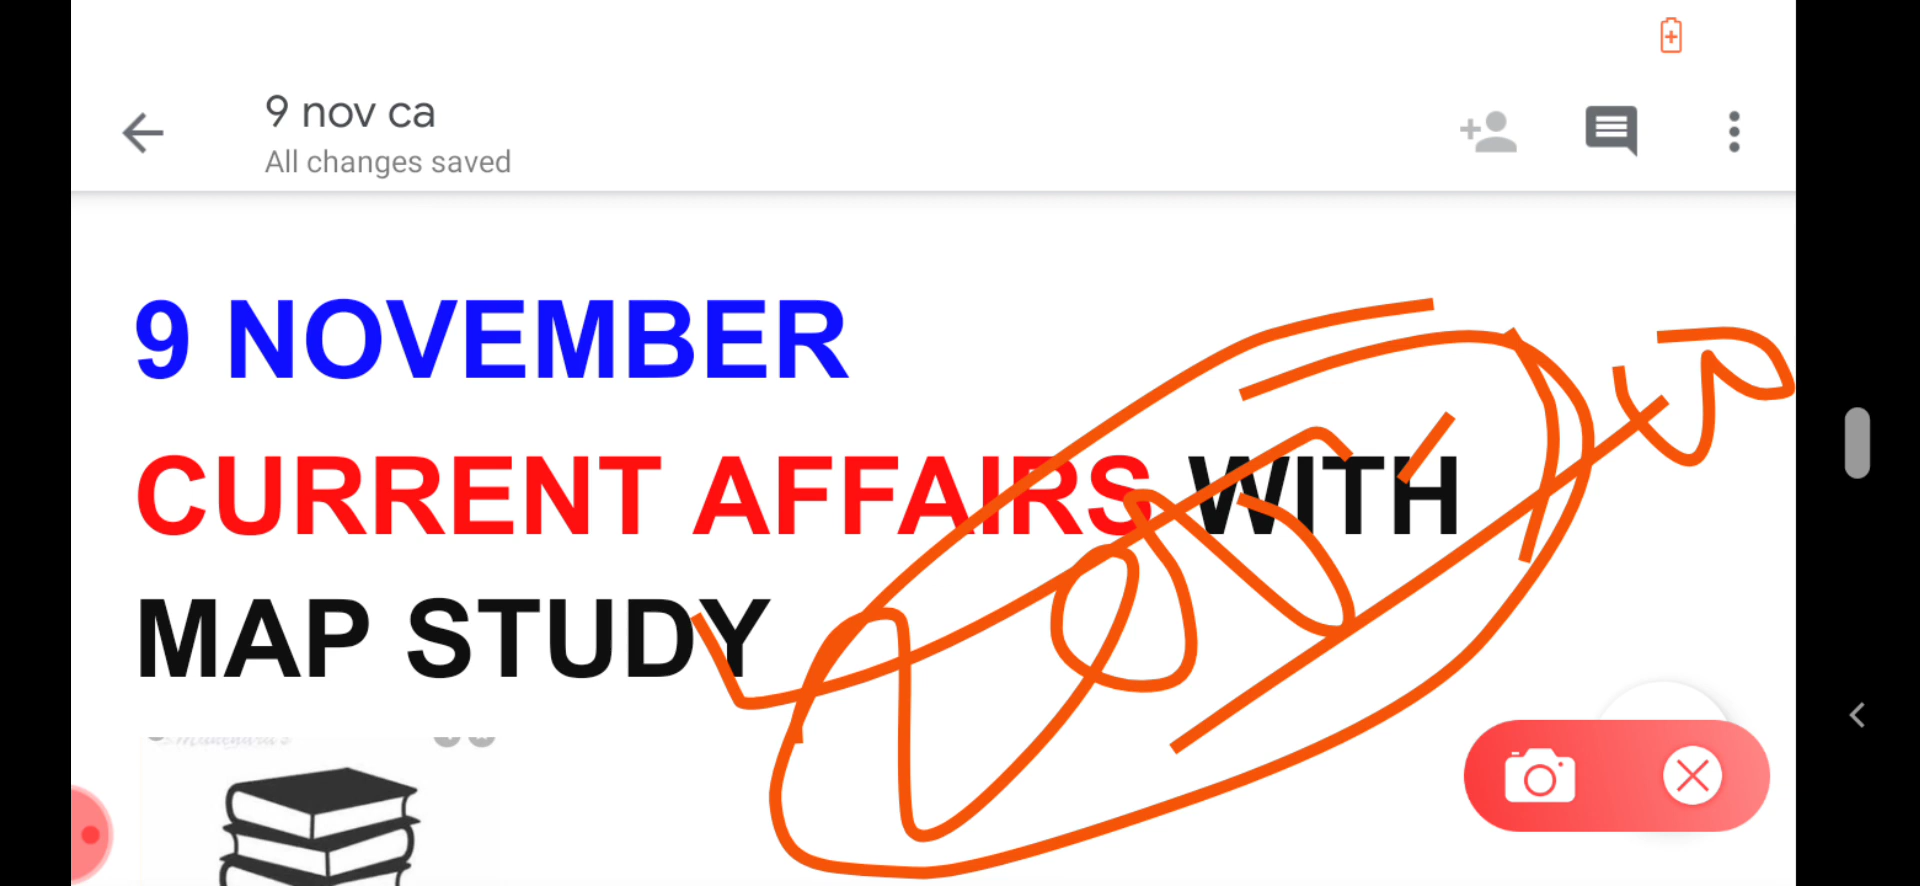 9 nov ca
All changes saved
9 NOVEMBER
CURRENT AFFAIRS WITH
MAP STUDY